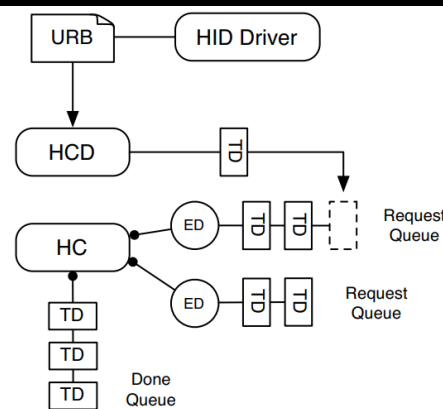 URB
HID Driver
HCD
TD
ED
TD
TD
Request
Queue
HC
ED
TD
TD
Request
Queue
TD
TD
TD
Done
Queue